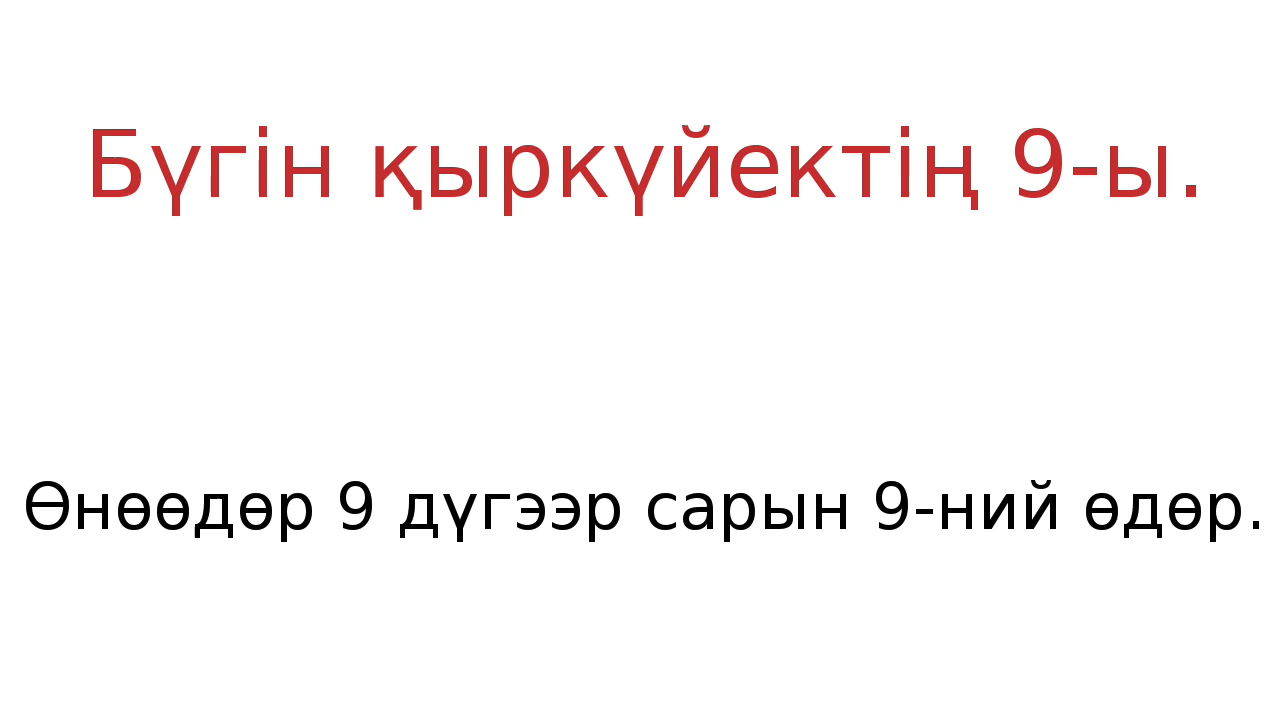 Бүгін қыркүйектің 9-ы.
Өнөөдөр 9 дүгээр сарын 9-ний өдөр.